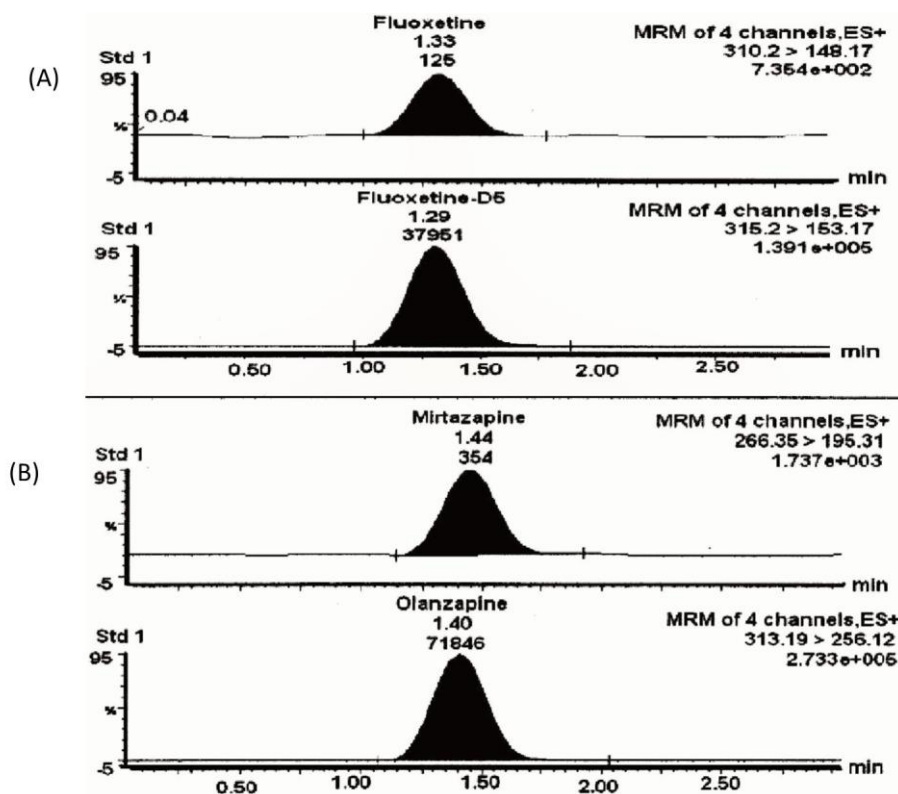 (A)
Fluoxetine
1.33
125
MRM of 4 channels,ES+
310.2 > 148.17
7.354e+002
Std 1
95
0.04
%
-5
min
Fluoxetine-D5
1.29
37951
MRM of 4 channels,ES+
315.2 > 153.17
1.391e+005
Std 1
95
%
-5
min
0.50 1.00 1.50 2.00 2.50
(B)
Mirtazapine
1.44
354
MRM of 4 channels,ES+
266.35 > 195.31
1.737e+003
Std 1
95
%
-5
min
Olanzapine
1.40
71846
MRM of 4 channels,ES+
313.19 > 256.12
2.733e+005
Std 1
95
%
-5
min
0.50 1.00 1.50 2.00 2.50